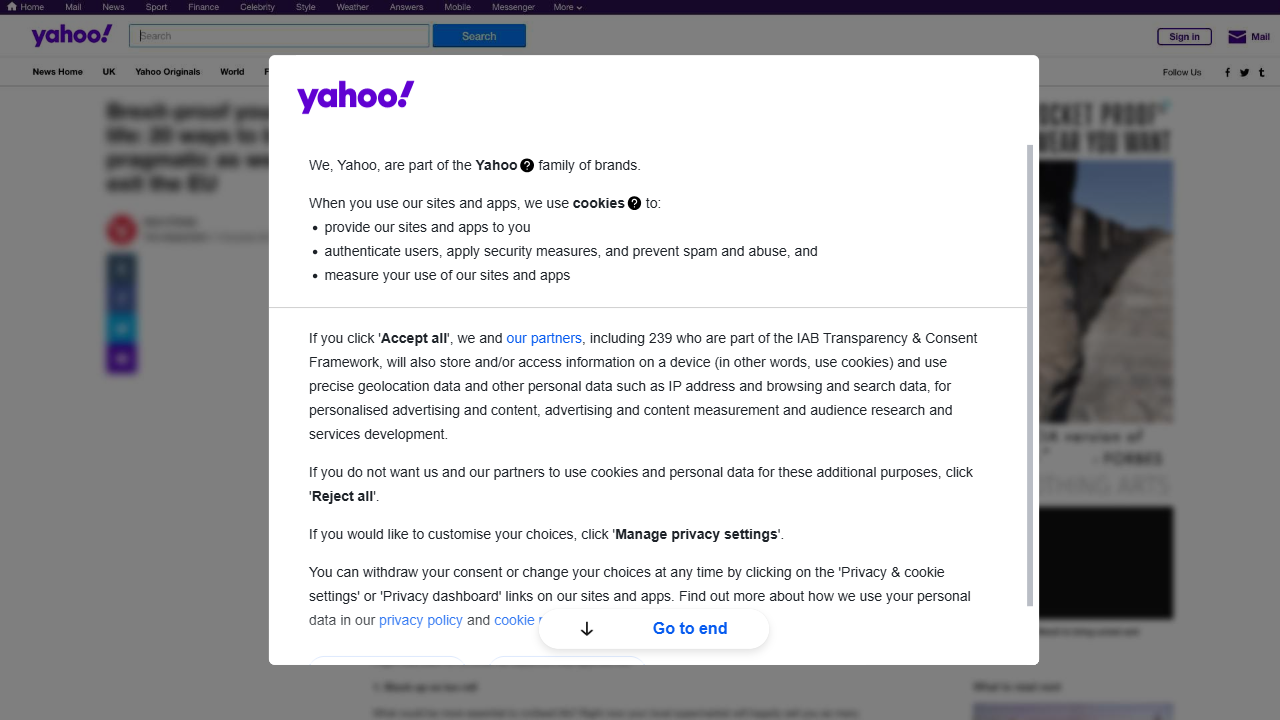 Home Mail News Sport Finance Celebrity Style Weather Answers Mobile Messenger More
yahoo! Search Search Sign in Mail
News Home UK Yahoo Originals World F Follow Us
yahoo!
Brexit-proof you
life: 20 ways to b
pragmatic as we
exit the EU
We, Yahoo, are part of the Yahoo ? family of brands.
When you use our sites and apps, we use cookies ? to:
• provide our sites and apps to you
• authenticate users, apply security measures, and prevent spam and abuse, and
• measure your use of our sites and apps
If you click 'Accept all', we and our partners, including 239 who are part of the IAB Transparency & Consent
Framework, will also store and/or access information on a device (in other words, use cookies) and use
precise geolocation data and other personal data such as IP address and browsing and search data, for
personalised advertising and content, advertising and content measurement and audience research and
services development.
If you do not want us and our partners to use cookies and personal data for these additional purposes, click
'Reject all'.
If you would like to customise your choices, click 'Manage privacy settings'.
You can withdraw your consent or change your choices at any time by clicking on the 'Privacy & cookie
settings' or 'Privacy dashboard' links on our sites and apps. Find out more about how we use your personal
data in our privacy policy and cookie p
Go to end
OCKET PROOF
WEAR YOU WANT
version of
- FORBES
THING ARTS
What to read next